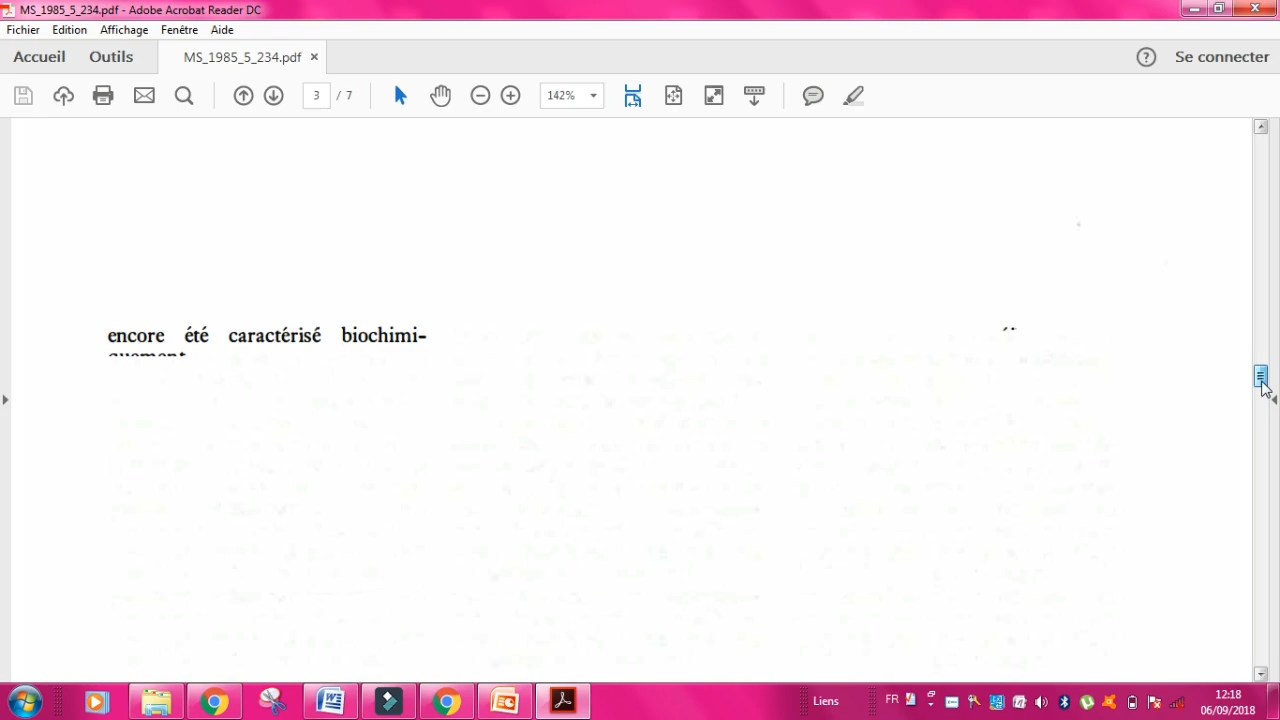 MS_1985_5_234.pdf - Adobe Acrobat Reader DC
Fichier Edition Affichage Fenêtre Aide
Accueil Outils MS_1985_5_234.pdf × Se connecter
3 / 7 142%
encore été caractérisé biochimi-
quement
Liens FR 12:18
06/09/2018